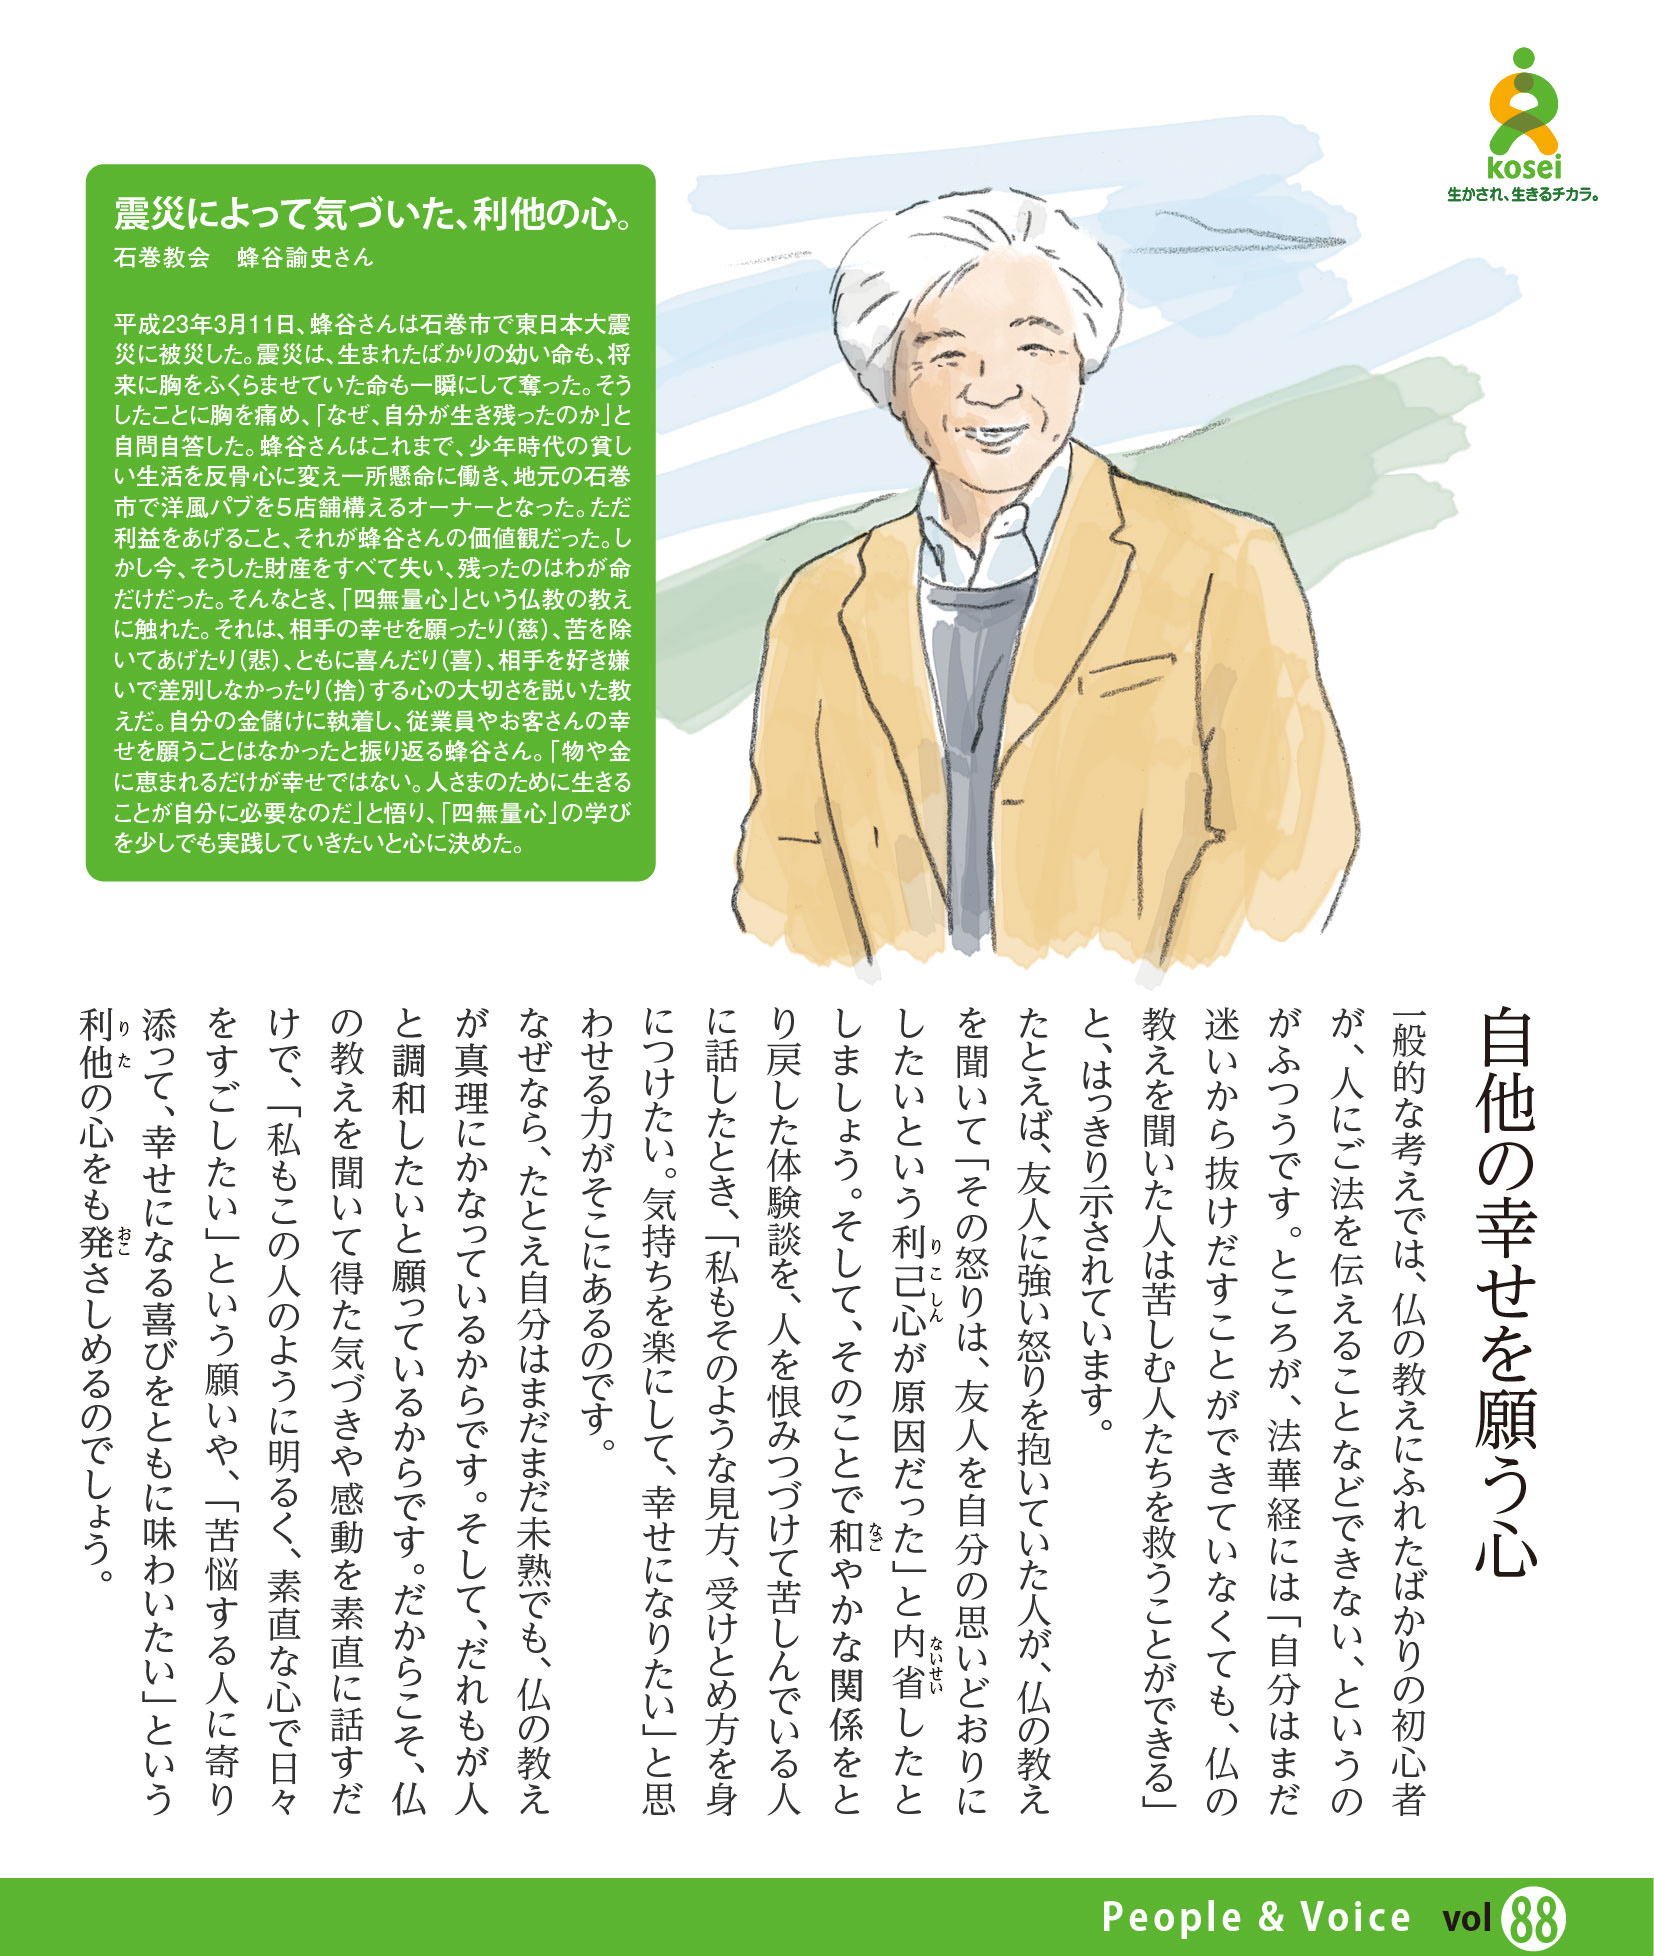 kosei
生かされ、生きるチカラ。
震災によって気づいた、利他の心。
石巻教会　蜂谷諭史さん
平成23年3月11日、蜂谷さんは石巻市で東日本大震
災に被災した。震災は、生まれたばかりの幼い命も、将
来に胸をふくらませていた命も一瞬にして奪った。そう
したことに胸を痛め、「なぜ、自分が生き残ったのか」と
自問自答した。蜂谷さんはこれまで、少年時代の貧し
い生活を反骨心に変え一所懸命に働き、地元の石巻
市で洋風パブを5店舗構えるオーナーとなった。ただ
利益をあげること、それが蜂谷さんの価値観だった。し
かし今、そうした財産をすべて失い、残ったのはわが命
だけだった。そんなとき、「四無量心」という仏教の教え
に触れた。それは、相手の幸せを願ったり（慈）、苦を除
いてあげたり（悲）、ともに喜んだり（喜）、相手を好き嫌
いで差別しなかったり（捨）する心の大切さを説いた教
えだ。自分の金儲けに執着し、従業員やお客さんの幸
せを願うことはなかったと振り返る蜂谷さん。「物や金
に恵まれるだけが幸せではない。人さまのために生きる
ことが自分に必要なのだ」と悟り、「四無量心」の学び
を少しでも実践していきたいと心に決めた。
自他の幸せを願う心
一般的な考えでは、仏の教えにふれたばかりの初心者
が、人にご法を伝えることなどできない、というの
がふつうです。ところが、法華経には「自分はまだ
迷いから抜けだすことができていなくても、仏の
教えを聞いた人は苦しむ人たちを救うことができる」
と、はっきり示されています。
たとえば、友人に強い怒りを抱いていた人が、仏の教え
を聞いて「その怒りは、友人を自分の思いどおりに
したいという利己心が原因だった」と内省したと
しましょう。そして、そのことで和やかな関係をと
り戻した体験談を、人を恨みつづけて苦しんでいる人
に話したとき、「私もそのような見方、受けとめ方を身
につけたい。気持ちを楽にして、幸せになりたい」と思
わせる力がそこにあるのです。
なぜなら、たとえ自分はまだまだ未熟でも、仏の教え
が真理にかなっているからです。そして、だれもが人
と調和したいと願っているからです。だからこそ、仏
の教えを聞いて得た気づきや感動を素直に話すだ
けで、「私もこの人のように明るく、素直な心で日々
をすごしたい」という願いや、「苦悩する人に寄り
添って、幸せになる喜びをともに味わいたい」という
利他の心をも発さしめるのでしょう。
People & Voice vol 88